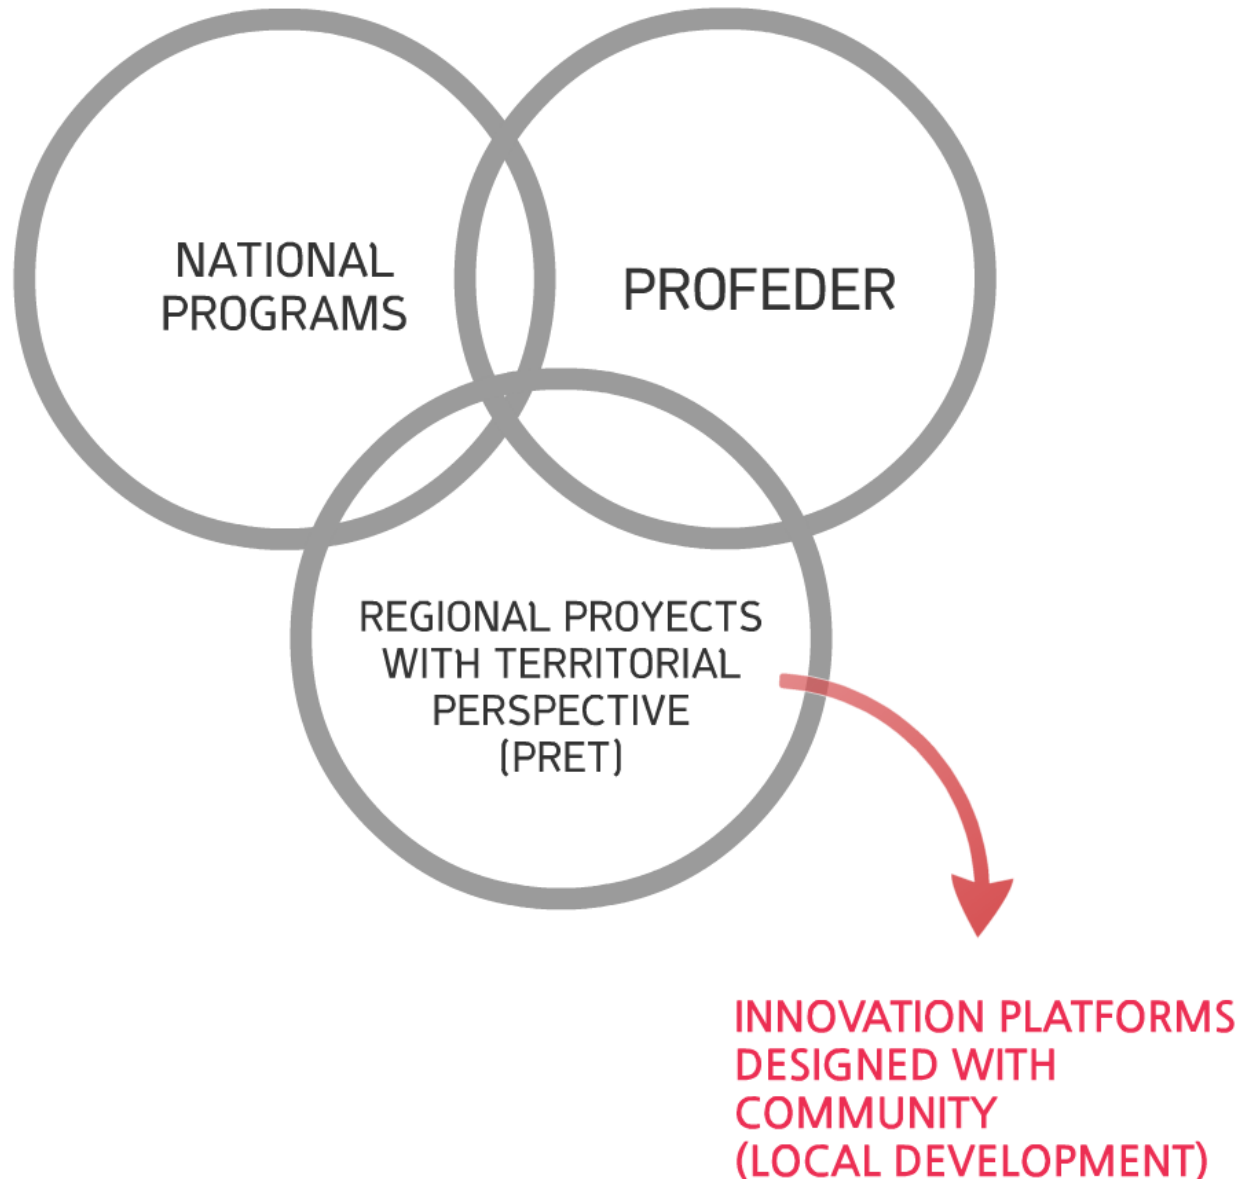 NATIONAL
PROGRAMS
PROFEDER
REGIONAL PROYECTS
WITH TERRITORIAL
PERSPECTIVE
(PRET)
INNOVATION PLATFORMS
DESIGNED WITH
COMMUNITY
(LOCAL DEVELOPMENT)